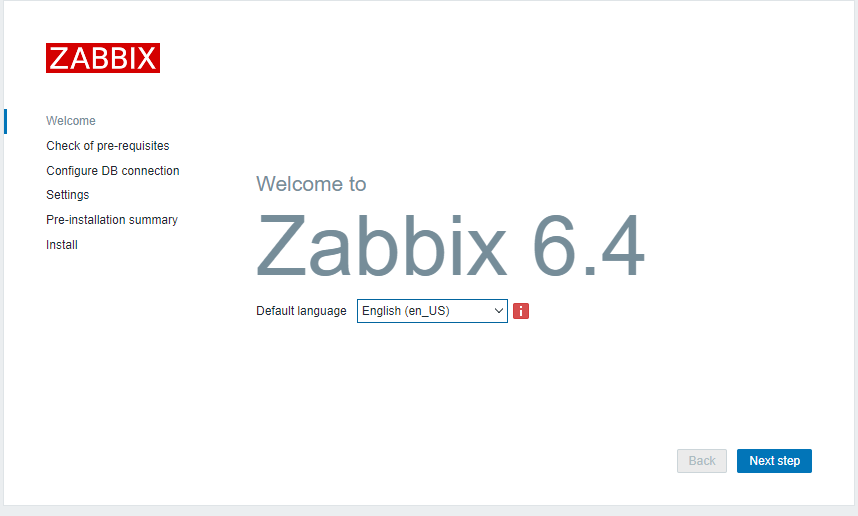 ZABBIX
Welcome
Check of pre-requisites
Configure DB connection
Settings
Pre-installation summary
Install
Welcome to
Zabbix 6.4
Default language English (en_US) i
Back Next step